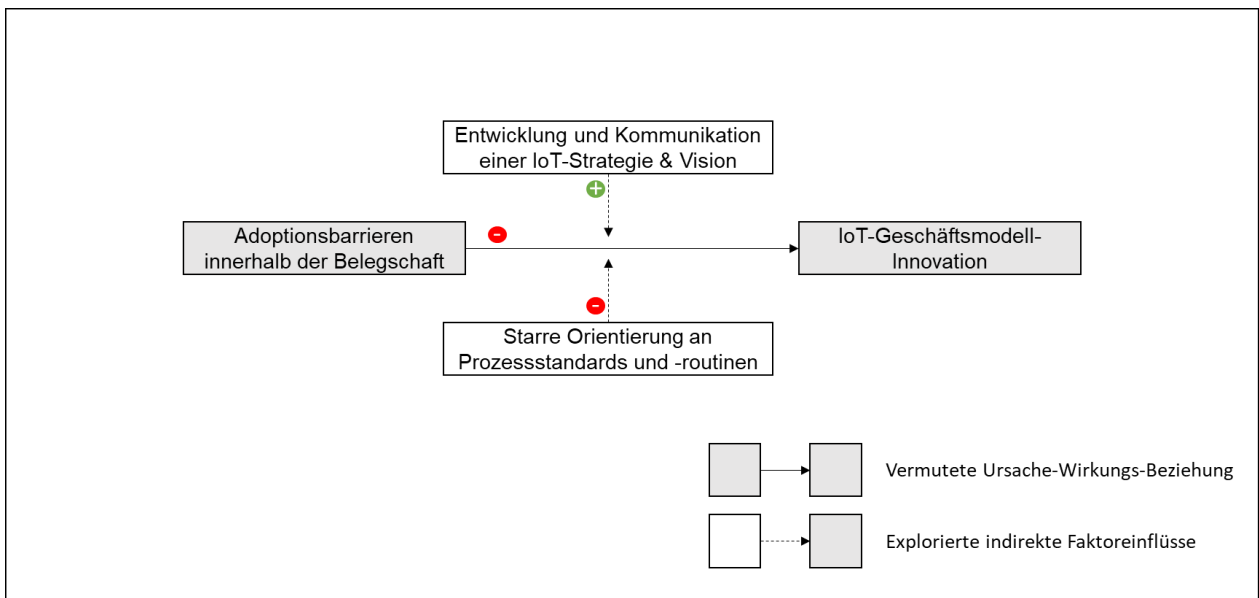 Entwicklung und Kommunikation
einer IoT-Strategie & Vision
+
Adoptionsbarrieren
innerhalb der Belegschaft
-
IoT-Geschäftsmodell-
Innovation
-
Starre Orientierung an
Prozessstandards und -routinen
Vermutete Ursache-Wirkungs-Beziehung
Explorierte indirekte Faktoreinflüsse